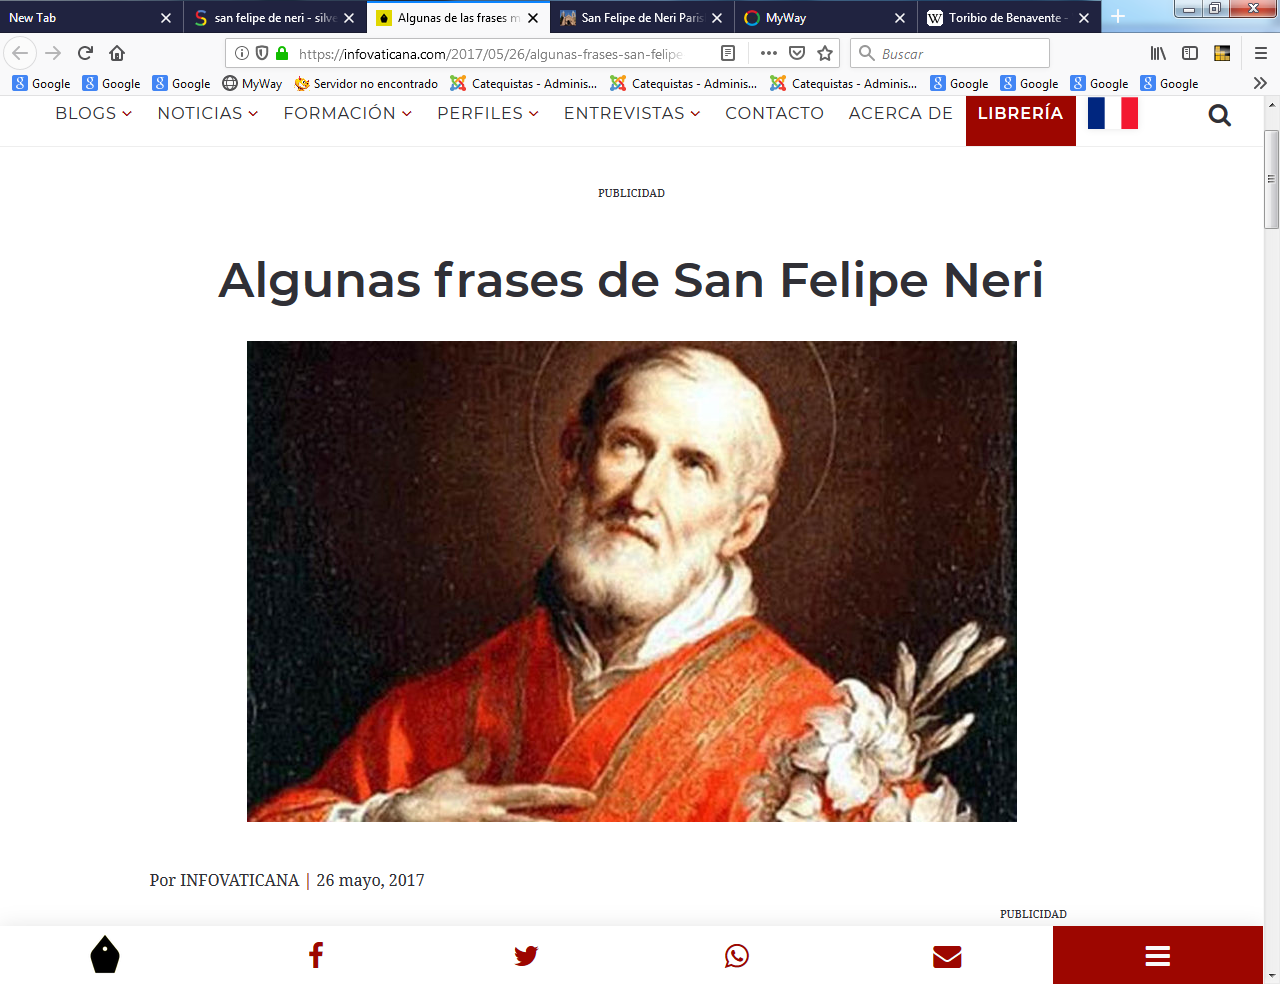 New Tab
san felipe de neri - silve
Algunas de las frases m
San Felipe de Neri Paris
MyWay
Toribio de Benavente -
https://infovaticana.com/2017/05/26/algunas-frases-san-felipe
Buscar
Google
Google
Google
MyWay
Servidor no encontrado
Catequistas - Adminis...
Catequistas - Adminis...
Catequistas - Adminis...
Google
Google
Google
Google
BLOGS
NOTICIAS
FORMACIÓN
PERFILES
ENTREVISTAS
CONTACTO
ACERCA DE
LIBRERÍA
PUBLICIDAD
Algunas frases de San Felipe Neri
Por INFOVATICANA | 26 mayo, 2017
PUBLICIDAD